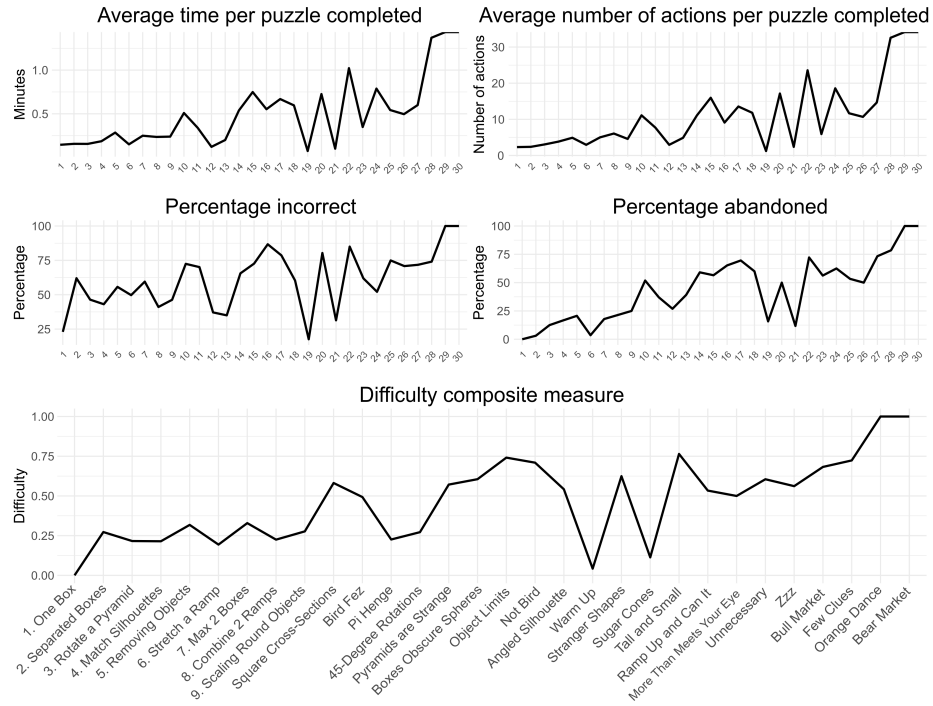 Average time per puzzle completed
Minutes
1.0
0.5
1 2 3 4 5 6 7 8 9 10 11 12 13 14 15 16 17 18 19 20 21 22 23 24 25 26 27 28 29 30
Average number of actions per puzzle completed
Number of actions
30
20
10
0
1 2 3 4 5 6 7 8 9 10 11 12 13 14 15 16 17 18 19 20 21 22 23 24 25 26 27 28 29 30
Percentage incorrect
Percentage
100
75
50
25
1 2 3 4 5 6 7 8 9 10 11 12 13 14 15 16 17 18 19 20 21 22 23 24 25 26 27 28 29 30
Percentage abandoned
Percentage
100
75
50
25
0
1 2 3 4 5 6 7 8 9 10 11 12 13 14 15 16 17 18 19 20 21 22 23 24 25 26 27 28 29 30
Difficulty composite measure
Difficulty
1.00
0.75
0.50
0.25
0.00
1. One Box
2. Separated Boxes
3. Rotate a Pyramid
4. Match Silhouettes
5. Removing Objects
6. Stretch a Ramp
7. Max 2 Boxes
8. Combine 2 Ramps
9. Scaling Round Objects
Square Cross-Sections
Bird Fez
Pi Henge
45-Degree Rotations
Pyramids are Strange
Boxes Obscure Spheres
Object Limits
Not Bird
Angled Silhouette
Warm Up
Stranger Shapes
Sugar Cones
Tall and Small
Ramp Up and Can It
More Than Meets Your Eye
Unnecessary
Zzz
Bull Market
Few Clues
Orange Dance
Bear Market